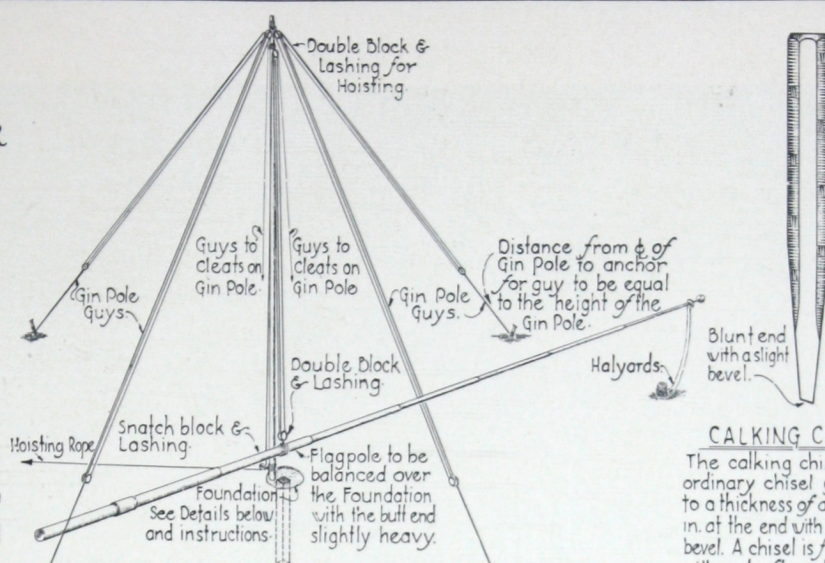 Double Block &
Lashing for
Hoisting.
Guys to
Cleats on
Gin Pole.
Guys to
Cleats on
Gin Pole
Distance from ȼ of
Gin Pole to anchor
for guy to be equal
to the height of the
Gin Pole.
Gin Pole
Guys.
Gin Pole
Guys.
Halyards.
Blunt end
with a slight
bevel.
Double Block
& Lashing.
Snatch block &
Lashing.
Hoisting Rope
Flagpole to be
balanced over
the Foundation
with the butt end
slightly heavy.
Foundation
See Details below
and instructions.
CALKING C
The calking chi
ordinary chisel
to a thickness of
in. at the end with
bevel. A chisel is f